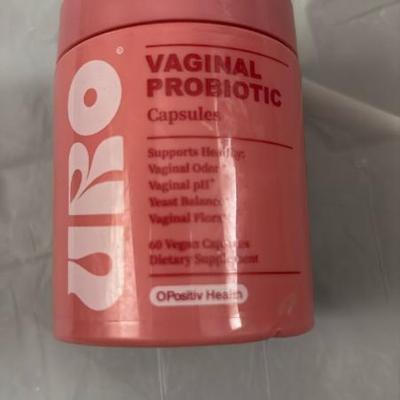 URO®
VAGINAL
PROBIOTIC
Capsules
Supports Healthy:
Vaginal Odor*
Vaginal pH*
Yeast Balance*
Vaginal Flora*
60 Vegan Capsules
Dietary Supplement
OPositiv Health